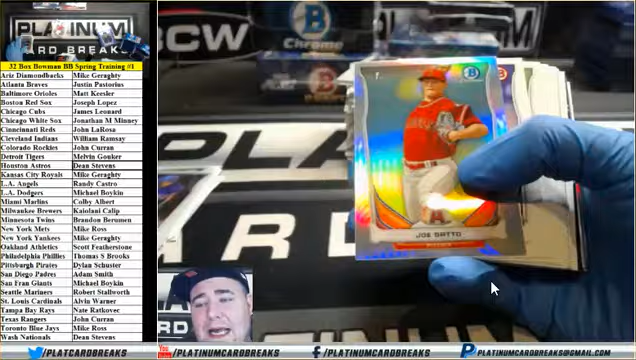 PLATINUM
CARD BREAKS
32 Box Bowman BB Spring Training #1
Ariz Diamondbacks Mike Geraghty
Atlanta Braves Justin Pastorius
Baltimore Orioles Matt Keesler
Boston Red Sox Joseph Lopez
Chicago Cubs James Leonard
Chicago White Sox Jonathan M Minney
Cincinnati Reds John LaRosa
Cleveland Indians William Ramsay
Colorado Rockies John Curran
Detroit Tigers Melvin Gouker
Houston Astros Dean Stevens
Kansas City Royals Mike Geraghty
L.A. Angels Randy Castro
L.A. Dodgers Michael Boykin
Miami Marlins Colby Albert
Milwaukee Brewers Kaiolani Calip
Minnesota Twins Brandon Berumen
New York Mets Mike Ross
New York Yankees Mike Geraghty
Oakland Athletics Scott Featherstone
Philadelphia Phillies Thomas S Brooks
Pittsburgh Pirates Dylan Schuster
San Diego Padres Adam Smith
San Fran Giants Michael Boykin
Seattle Mariners Robert Stallworth
St. Louis Cardinals Alvin Warner
Tampa Bay Rays Nate Ratkover
Texas Rangers John Curran
Toronto Blue Jays Mike Ross
Wash Nationals Dean Stevens
BCW
Chrome
JOE GATTO
PITCHER
/PLATCARDBREAKS
/PLATINUMCARDBREAKS
/PLATINUMCARDBREAKS
PLATINUMCARDBREAKS@GMAIL.COM